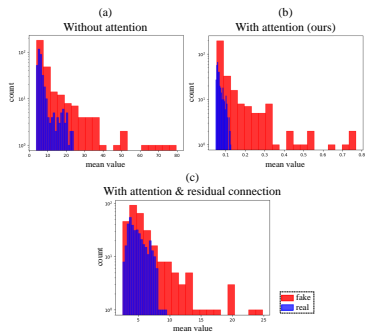 (a)
Without attention
count
10²
10¹
10⁰
0 10 20 30 40 50 60 70 80
mean value
(b)
With attention (ours)
count
10²
10¹
10⁰
0.1 0.2 0.3 0.4 0.5 0.6 0.7 0.8
mean value
(c)
With attention & residual connection
count
10²
10¹
10⁰
5 10 15 20 25
mean value
fake
real